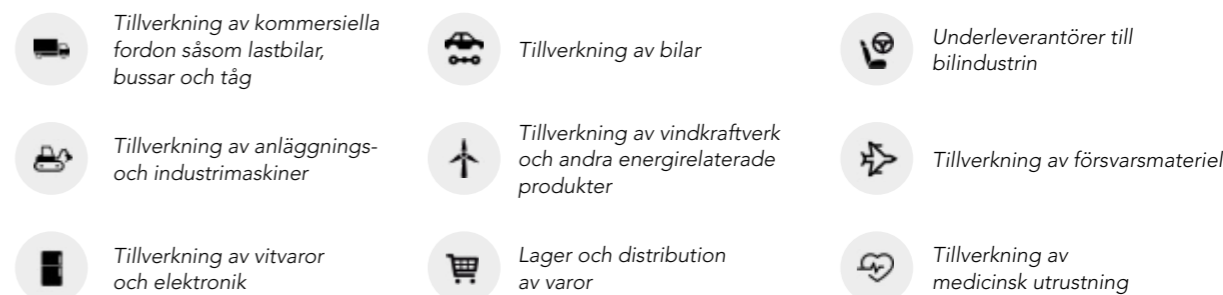 Tillverkning av kommersiella
fordon såsom lastbilar,
bussar och tåg
Tillverkning av bilar
Underleverantörer till
bilindustrin
Tillverkning av anläggnings-
och industrimaskiner
Tillverkning av vindkraftverk
och andra energirelaterade
produkter
Tillverkning av försvarsmateriel
Tillverkning av vitvaror
och elektronik
Lager och distribution
av varor
Tillverkning av
medicinsk utrustning